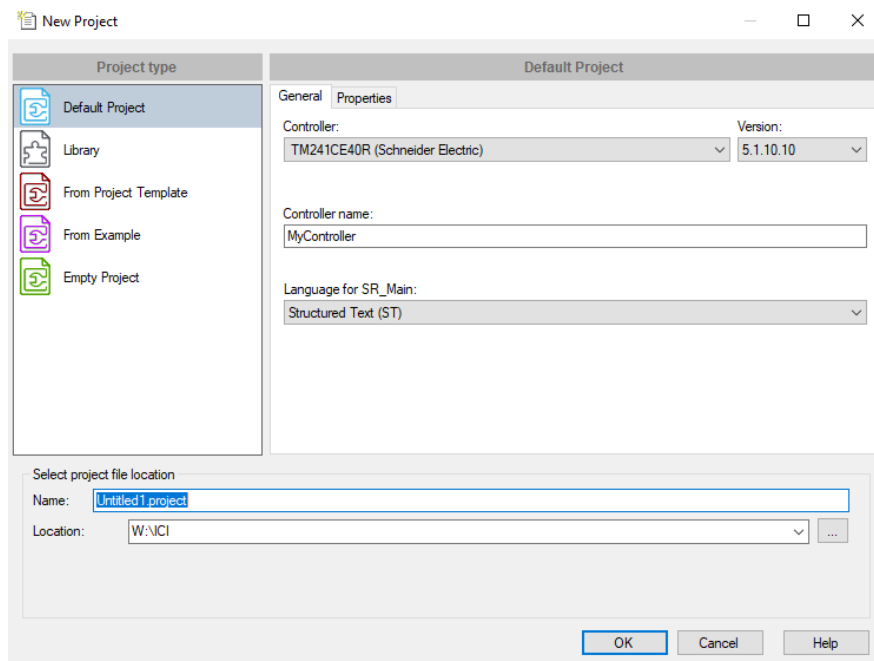 New Project
Project type
Default Project
Library
From Project Template
From Example
Empty Project
Default Project
General Properties
Controller: Version:
TM241CE40R (Schneider Electric) 5.1.10.10
Controller name:
MyController
Language for SR_Main:
Structured Text (ST)
Select project file location
Name: Untitled1.project
Location: W:\ICI ...
OK Cancel Help